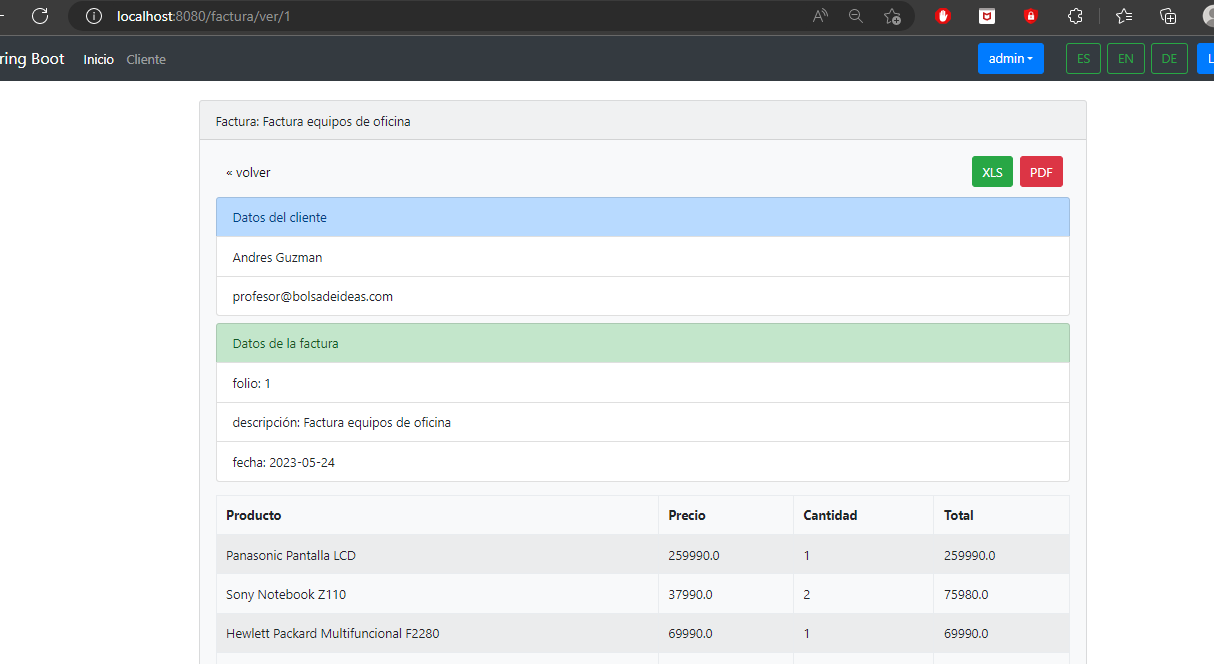 localhost:8080/factura/ver/1
ring Boot Inicio Cliente admin ES EN DE L
Factura: Factura equipos de oficina
« volver XLS PDF
Datos del cliente
Andres Guzman
profesor@bolsadeideas.com
Datos de la factura
folio: 1
descripción: Factura equipos de oficina
fecha: 2023-05-24
Producto Precio Cantidad Total
Panasonic Pantalla LCD 259990.0 1 259990.0
Sony Notebook Z110 37990.0 2 75980.0
Hewlett Packard Multifuncional F2280 69990.0 1 69990.0